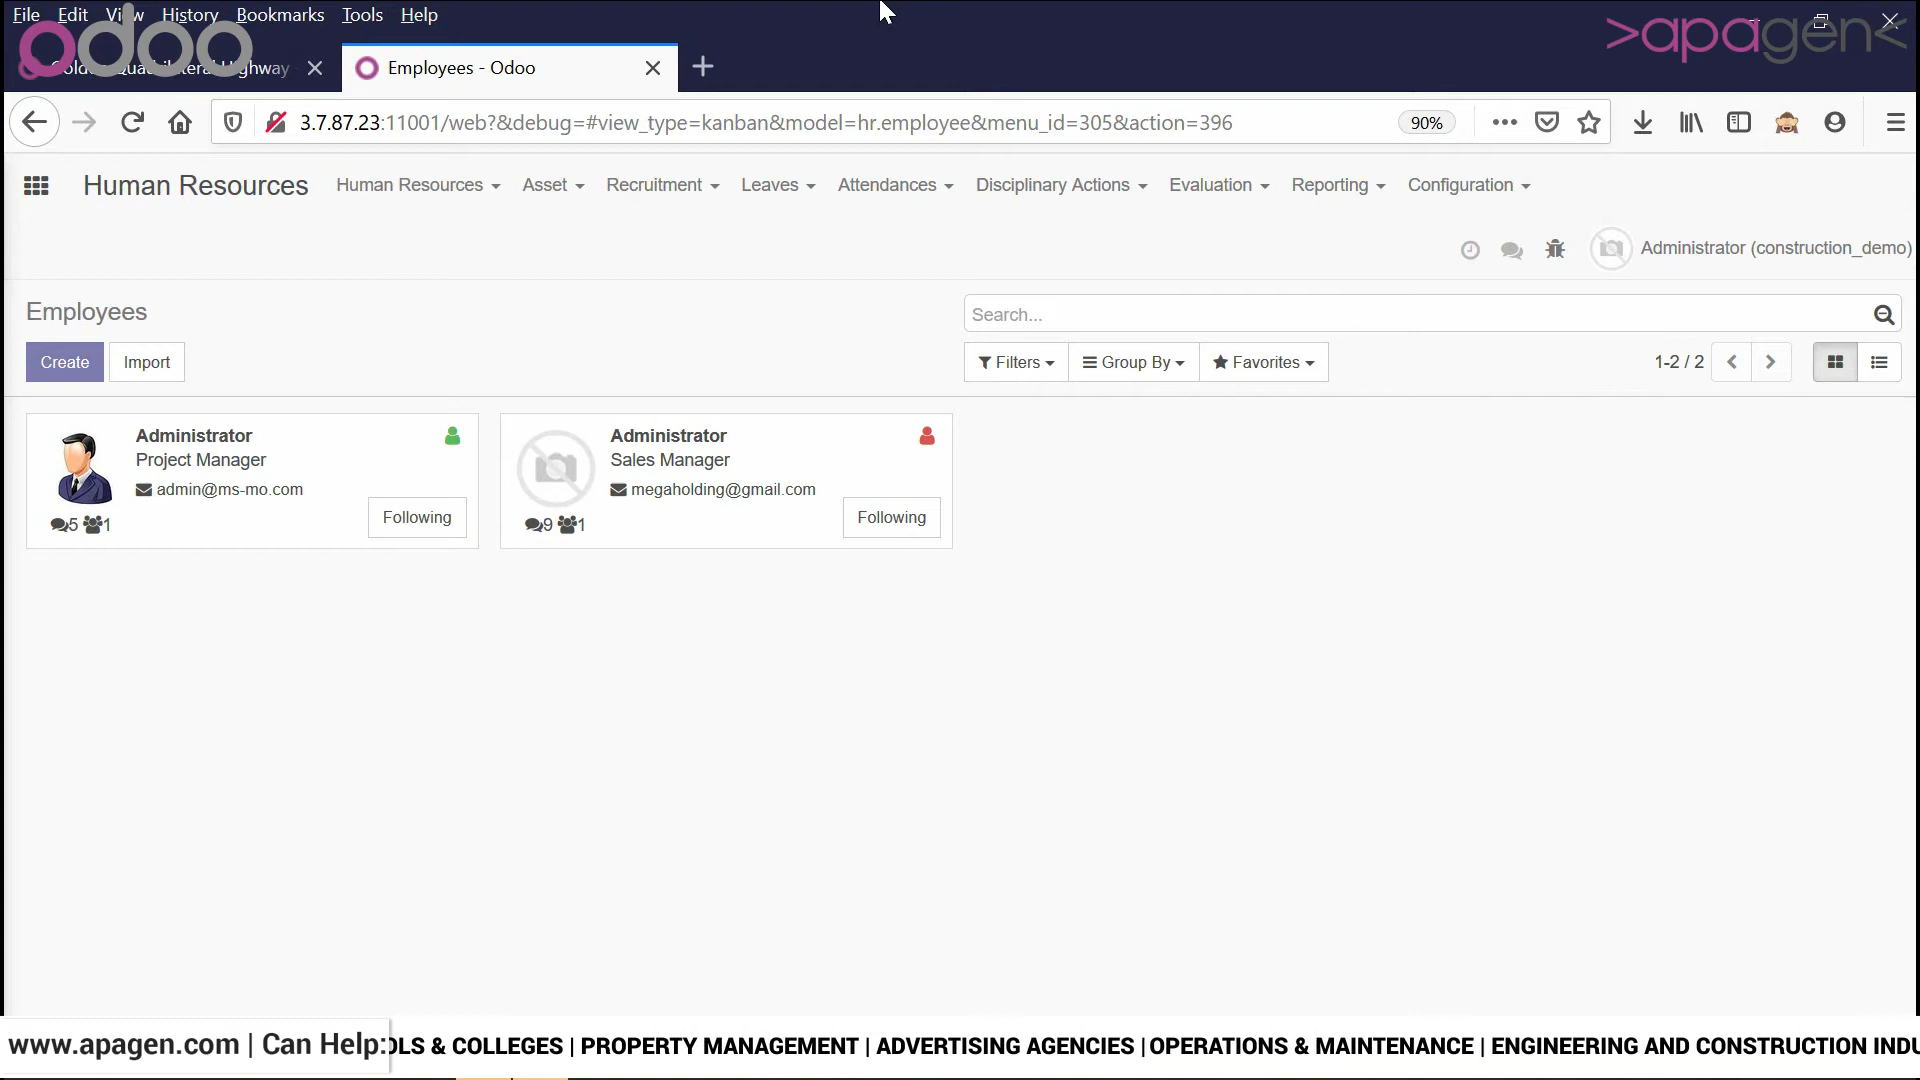 File Edit View History Bookmarks Tools Help
odoo
>apagen<
Quadrilateral Highway
Employees - Odoo
3.7.87.23:11001/web?&debug=#view_type=kanban&model=hr.employee&menu_id=305&action=396
90%
Human Resources
Human Resources Asset Recruitment Leaves Attendances Disciplinary Actions Evaluation Reporting Configuration
Administrator (construction_demo)
Employees
Search...
Create Import
Filters Group By Favorites
1-2 / 2
Administrator
Project Manager
admin@ms-mo.com
5 1
Following
Administrator
Sales Manager
megaholding@gmail.com
9 1
Following
www.apagen.com | Can Help:
OLS & COLLEGES | PROPERTY MANAGEMENT | ADVERTISING AGENCIES | OPERATIONS & MAINTENANCE | ENGINEERING AND CONSTRUCTION INDU